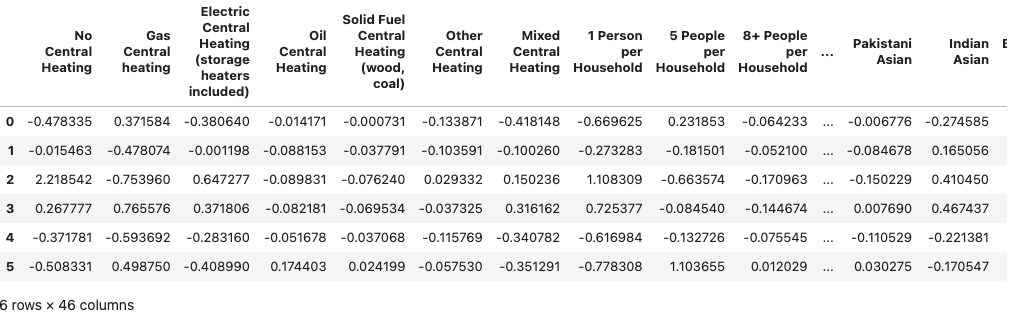 No Central Heating | Gas Central heating | Electric Central Heating (storage heaters included) | Oil Central Heating | Solid Fuel Central Heating (wood, coal) | Other Central Heating | Mixed Central Heating | 1 Person per Household | 5 People per Household | 8+ People per Household | ... | Pakistani Asian | Indian Asian
0 -0.478335 0.371584 -0.380640 -0.014171 -0.000731 -0.133871 -0.418148 -0.669625 0.231853 -0.064233 ... -0.006776 -0.274585
1 -0.015463 -0.478074 -0.001198 -0.088153 -0.037791 -0.103591 -0.100260 -0.273283 -0.181501 -0.052100 ... -0.084678 0.165056
2 2.218542 -0.753960 0.647277 -0.089831 -0.076240 0.029332 0.150236 1.108309 -0.663574 -0.170963 ... -0.150229 0.410450
3 0.267777 0.765576 0.371806 -0.082181 -0.069534 -0.037325 0.316162 0.725377 -0.084540 -0.144674 ... 0.007690 0.467437
4 -0.371781 -0.593692 -0.283160 -0.051678 -0.037068 -0.115769 -0.340782 -0.616984 -0.132726 -0.075545 ... -0.110529 -0.221381
5 -0.508331 0.498750 -0.408990 0.174403 0.024199 -0.057530 -0.351291 -0.778308 1.103655 0.012029 ... 0.030275 -0.170547
6 rows × 46 columns